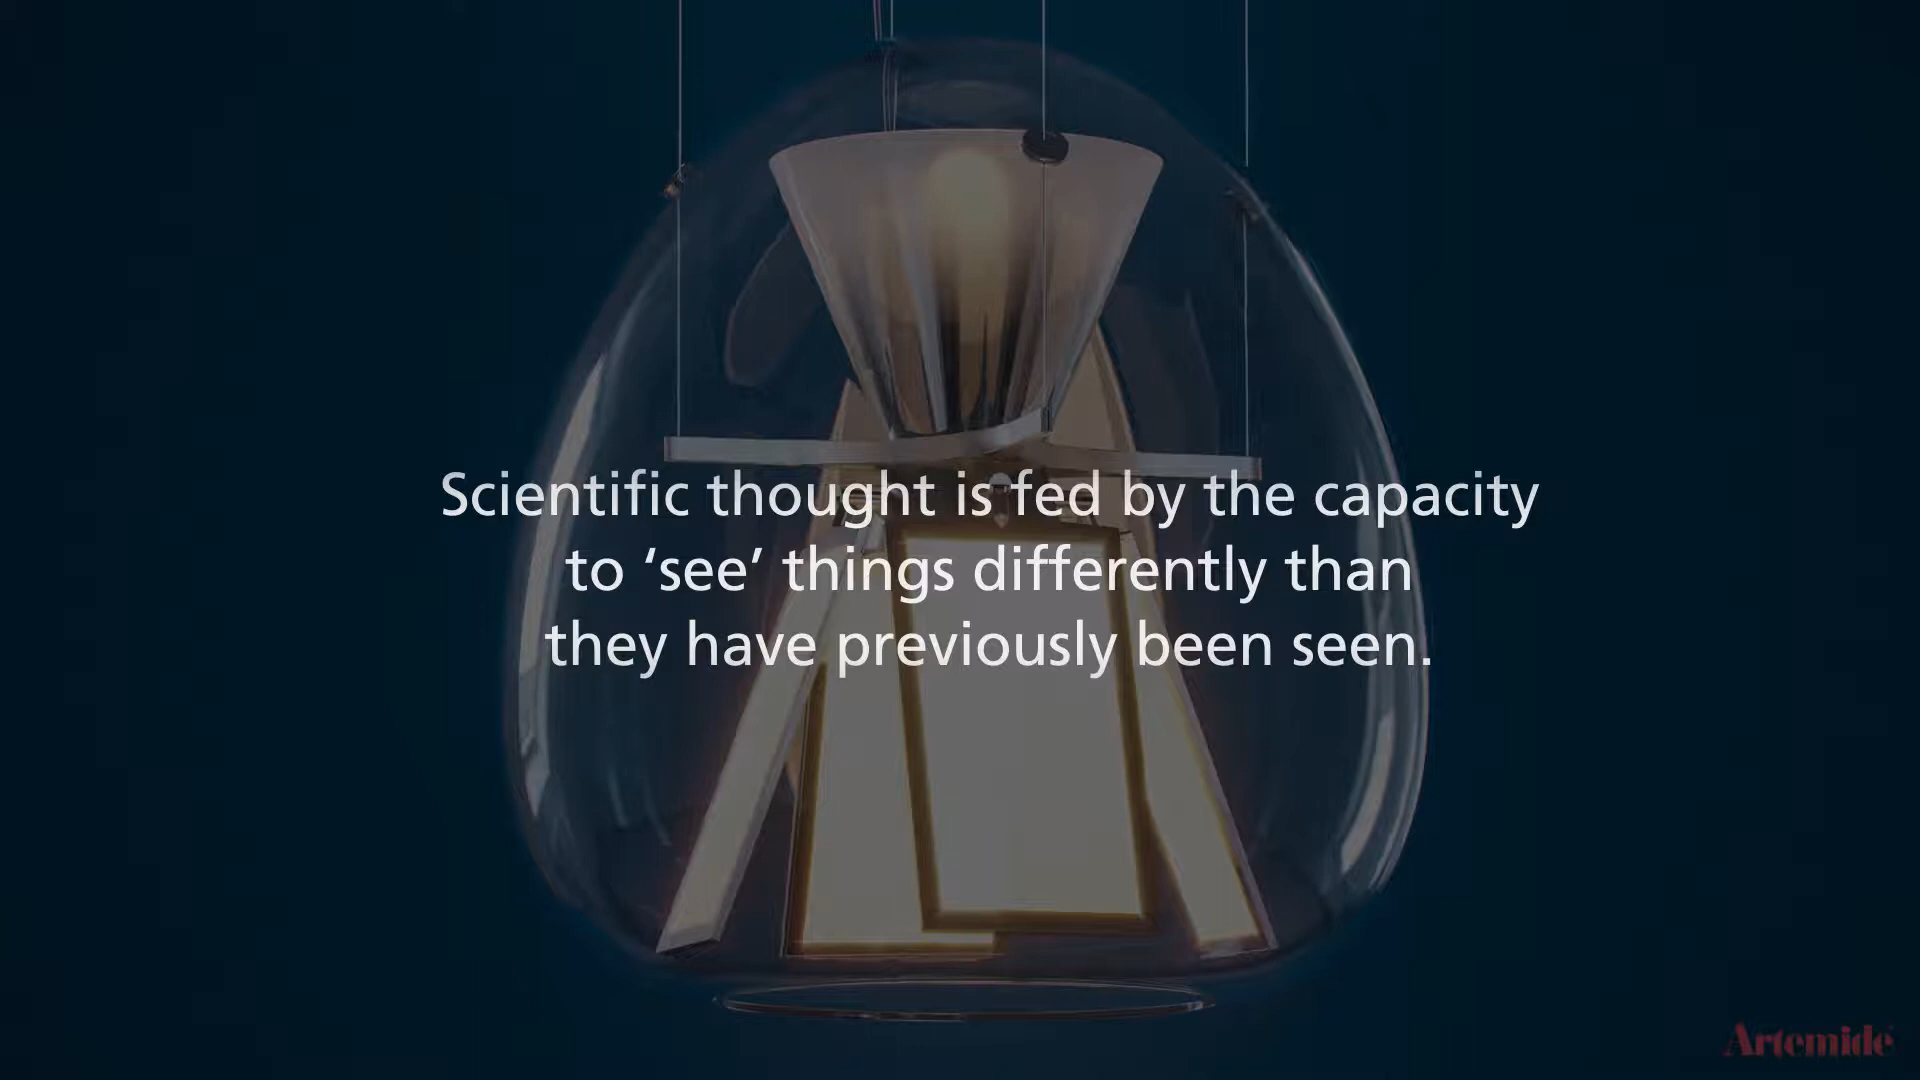 Scientific thought is fed by the capacity
to ‘see’ things differently than
they have previously been seen.
Artemide